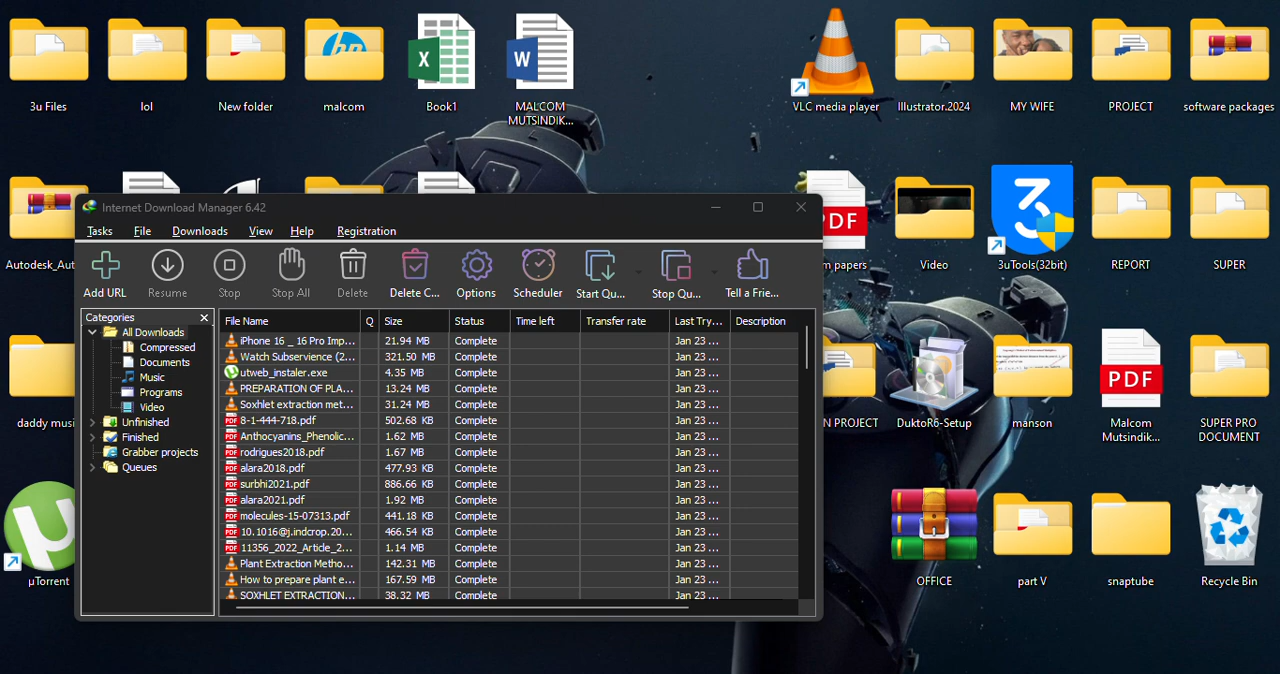 3u Files
lol
New folder
malcom
Book1
MALCOM
MUTSINDIK...
VLC media player
Illustrator.2024
MY WIFE
PROJECT
software packages
Autodesk_Aut
PDF
m papers
Video
3uTools(32bit)
REPORT
SUPER
Internet Download Manager 6.42
Tasks File Downloads View Help Registration
Add URL Resume Stop Stop All Delete Delete C... Options Scheduler Start Qu... Stop Qu... Tell a Frie...
Categories
All Downloads
Compressed
Documents
Music
Programs
Video
Unfinished
Finished
Grabber projects
Queues
File Name Q Size Status Time left Transfer rate Last Try... Description
iPhone 16 _ 16 Pro Imp... 21.94 MB Complete Jan 23 ...
Watch Subservience (2... 321.50 MB Complete Jan 23 ...
utweb_instaler.exe 4.35 MB Complete Jan 23 ...
PREPARATION OF PLA... 13.24 MB Complete Jan 23 ...
Soxhlet extraction met... 31.24 MB Complete Jan 23 ...
8-1-444-718.pdf 502.68 KB Complete Jan 23 ...
Anthocyanins_Phenolic... 1.62 MB Complete Jan 23 ...
rodrigues2018.pdf 1.67 MB Complete Jan 23 ...
alara2018.pdf 477.93 KB Complete Jan 23 ...
surbhi2021.pdf 886.66 KB Complete Jan 23 ...
alara2021.pdf 1.92 MB Complete Jan 23 ...
molecules-15-07313.pdf 441.18 KB Complete Jan 23 ...
10.1016@j.indcrop.20... 466.54 KB Complete Jan 23 ...
11356_2022_Article_2... 1.14 MB Complete Jan 23 ...
Plant Extraction Metho... 142.31 MB Complete Jan 23 ...
How to prepare plant e... 167.59 MB Complete Jan 23 ...
SOXHLET EXTRACTION... 38.32 MB Complete Jan 23 ...
daddy musi
N PROJECT
DuktoR6-Setup
manson
PDF
Malcom
Mutsindik...
SUPER PRO
DOCUMENT
µTorrent
OFFICE
part V
snaptube
Recycle Bin